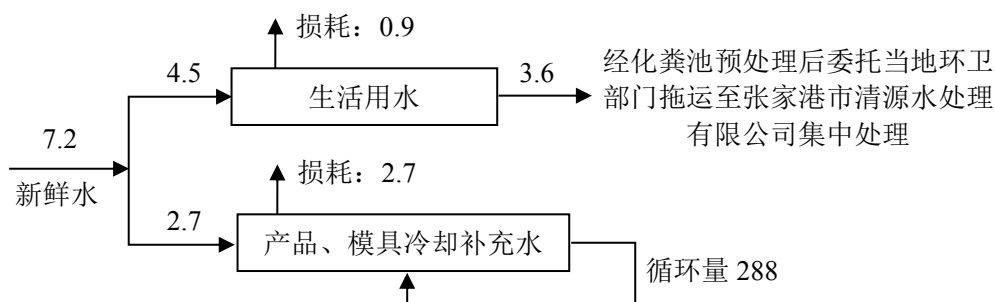 损耗：0.9
4.5
生活用水
3.6
经化粪池预处理后委托当地环卫
部门拖运至张家港市清源水处理
有限公司集中处理
7.2
新鲜水
损耗：2.7
2.7
产品、模具冷却补充水
循环量 288